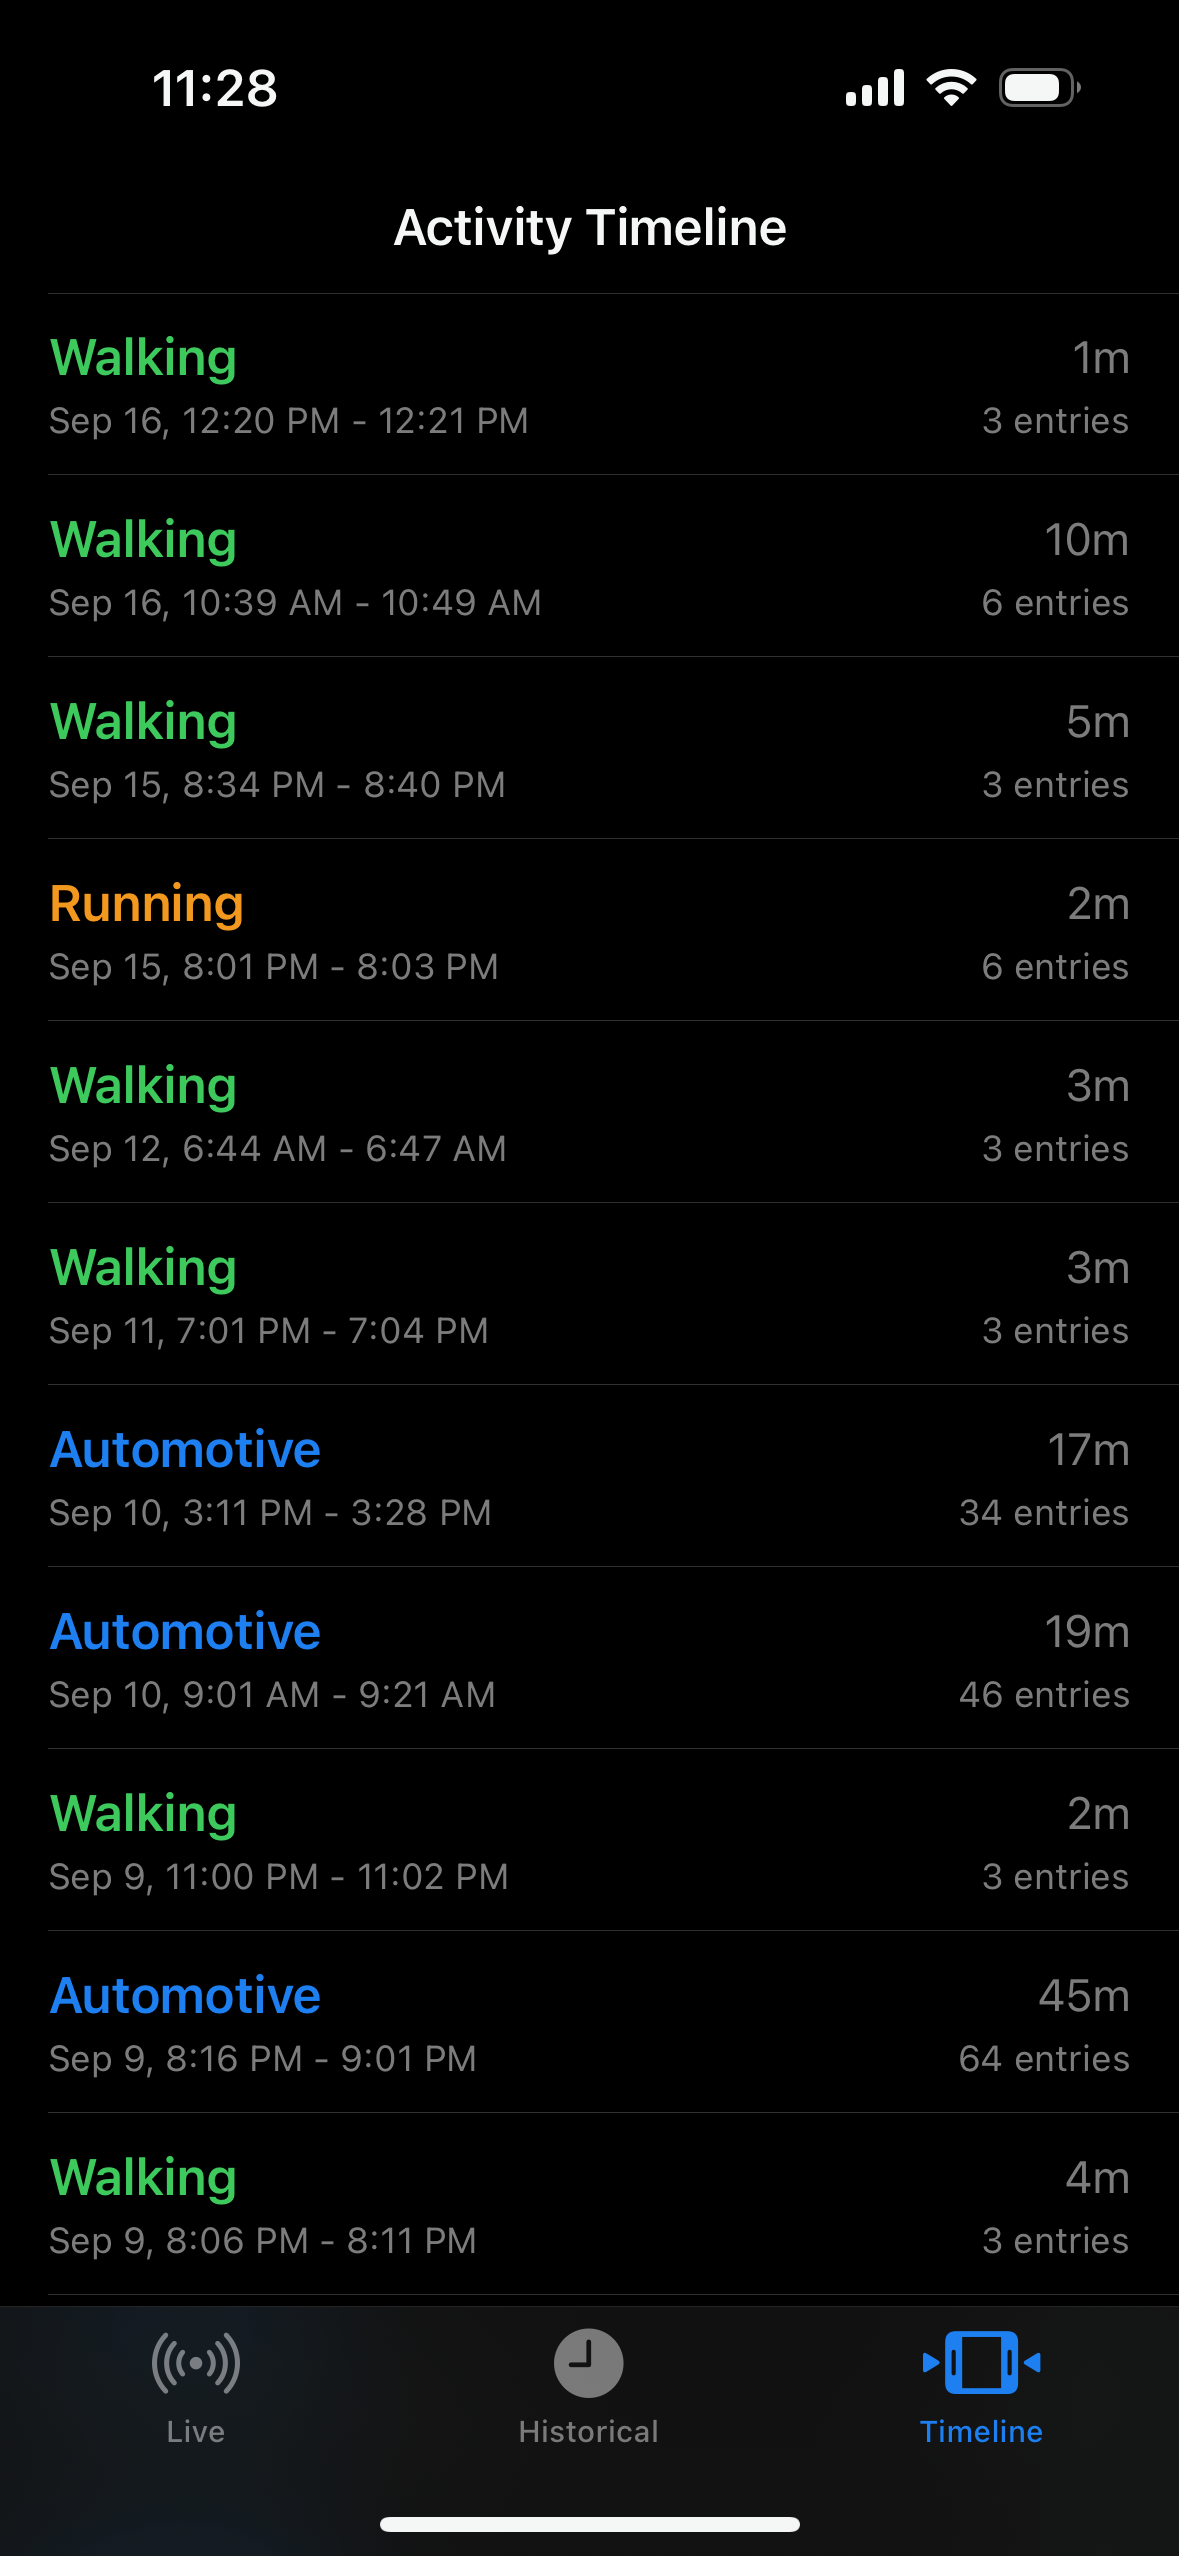 11:28
Activity Timeline
Walking 1m
Sep 16, 12:20 PM - 12:21 PM 3 entries
Walking 10m
Sep 16, 10:39 AM - 10:49 AM 6 entries
Walking 5m
Sep 15, 8:34 PM - 8:40 PM 3 entries
Running 2m
Sep 15, 8:01 PM - 8:03 PM 6 entries
Walking 3m
Sep 12, 6:44 AM - 6:47 AM 3 entries
Walking 3m
Sep 11, 7:01 PM - 7:04 PM 3 entries
Automotive 17m
Sep 10, 3:11 PM - 3:28 PM 34 entries
Automotive 19m
Sep 10, 9:01 AM - 9:21 AM 46 entries
Walking 2m
Sep 9, 11:00 PM - 11:02 PM 3 entries
Automotive 45m
Sep 9, 8:16 PM - 9:01 PM 64 entries
Walking 4m
Sep 9, 8:06 PM - 8:11 PM 3 entries
Live Historical Timeline